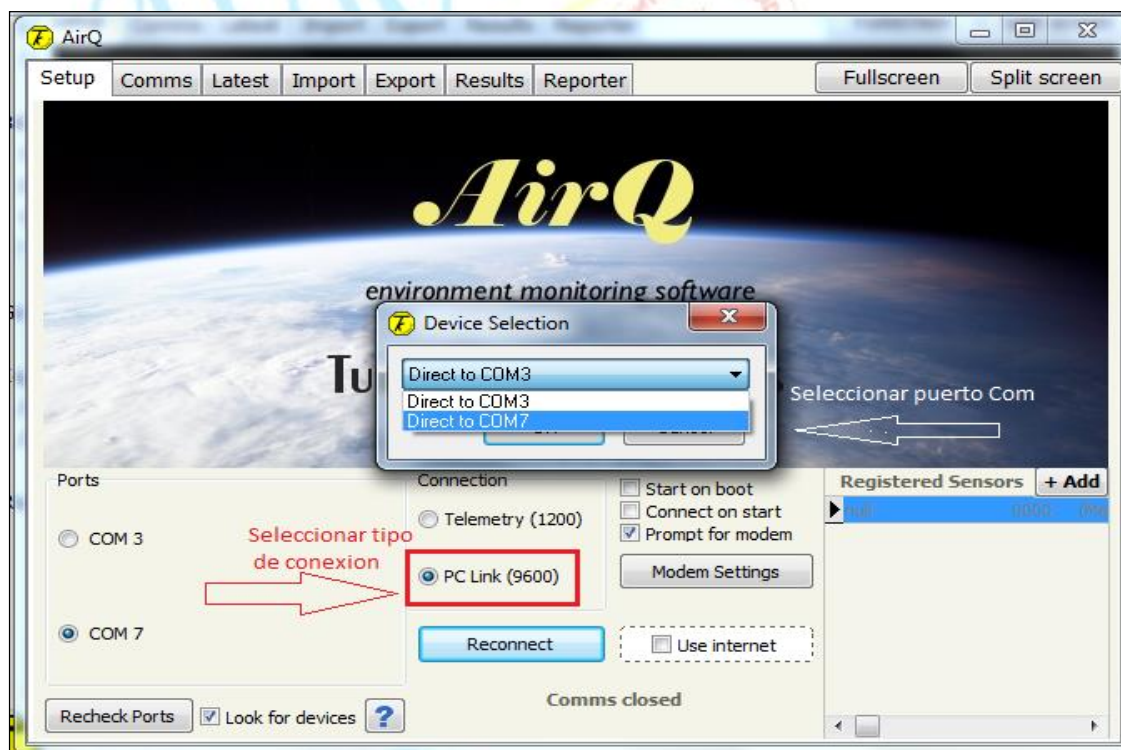 AirQ
Setup Comms Latest Import Export Results Reporter Fullscreen Split screen
AirQ
environment monitoring software
Device Selection
Tu
Direct to COM3
Direct to COM3
Direct to COM7
Seleccionar puerto Com
Ports
COM 3
COM 7
Seleccionar tipo
de conexion
Connection
Telemetry (1200)
PC Link (9600)
Start on boot
Connect on start
Prompt for modem
Modem Settings
Registered Sensors + Add
null 0000
Reconnect
Use internet
Recheck Ports Look for devices ?
Comms closed